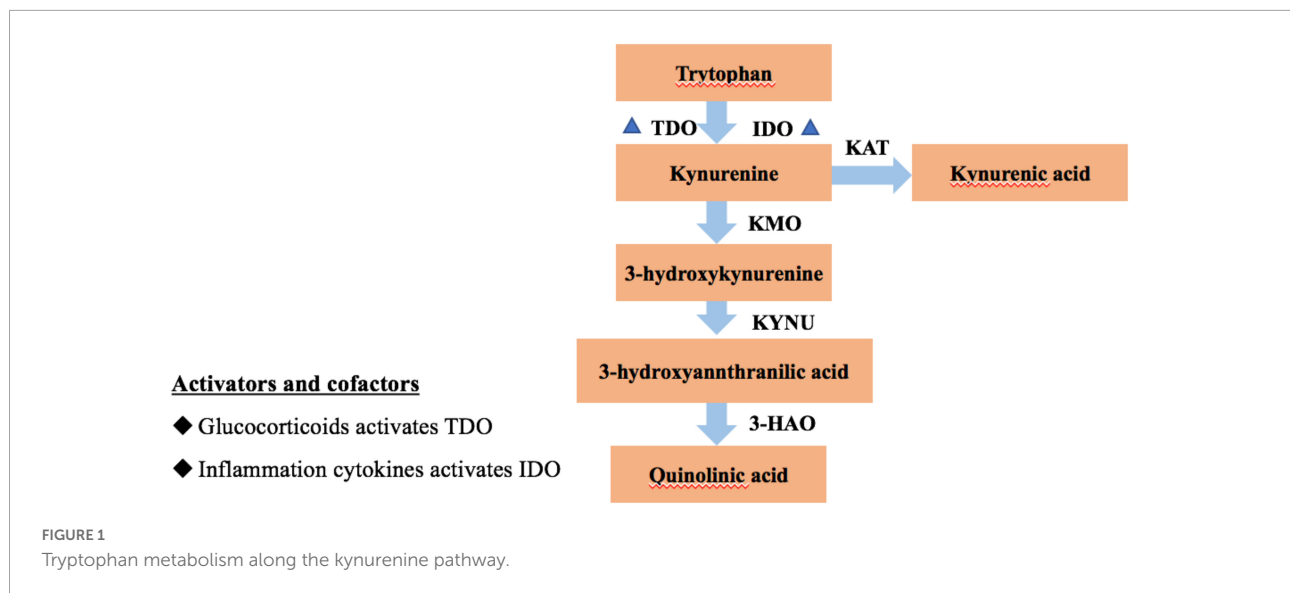 Trytophan
TDO IDO
KAT
Kynurenine Kynurenic acid
KMO
3-hydroxykynurenine
KYNU
3-hydroxyannthranilic acid
Activators and cofactors
3-HAO
◆ Glucocorticoids activates TDO
◆ Inflammation cytokines activates IDO
Quinolinic acid
FIGURE 1
Tryptophan metabolism along the kynurenine pathway.